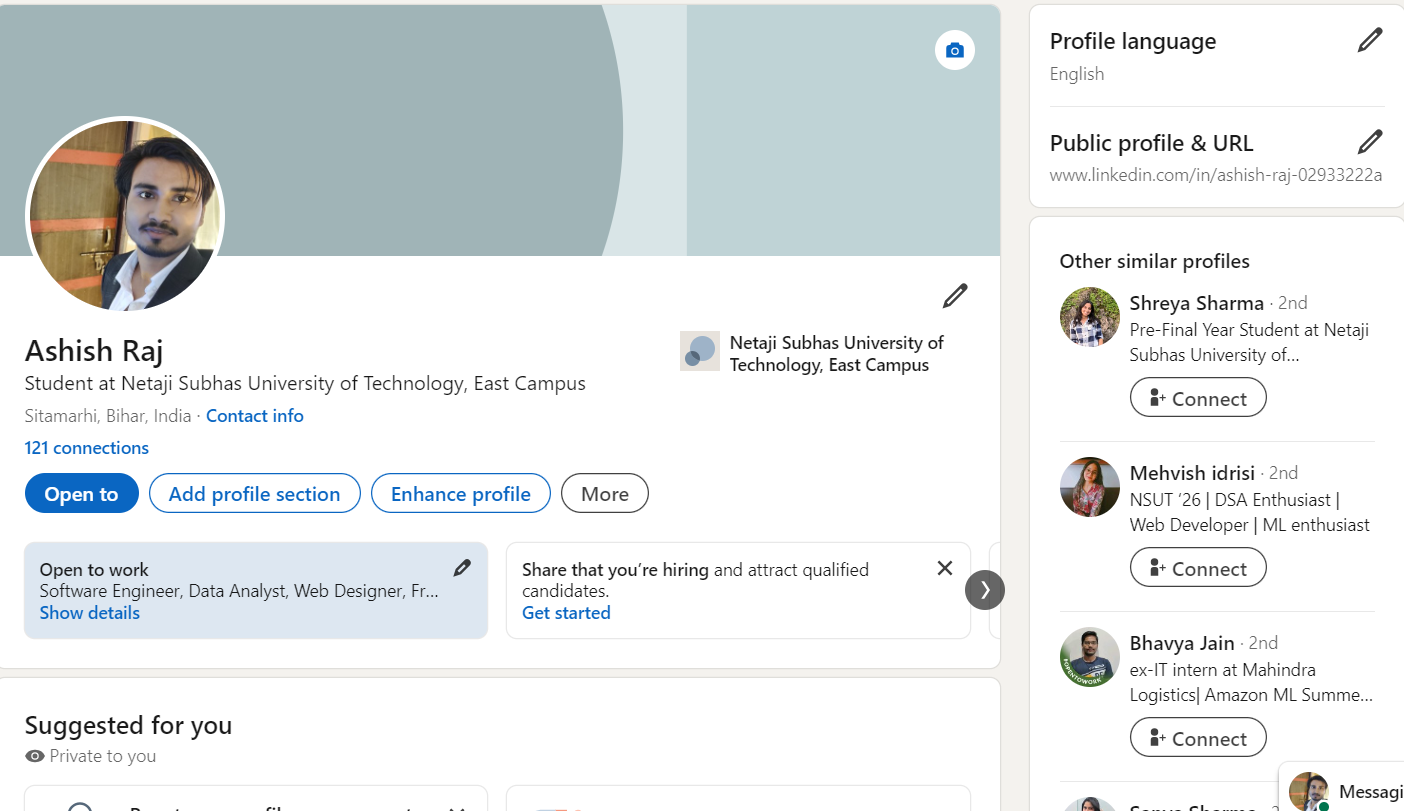 Ashish Raj
Student at Netaji Subhas University of Technology, East Campus
Sitamarhi, Bihar, India · Contact info
121 connections
Netaji Subhas University of
Technology, East Campus
Open to
Add profile section
Enhance profile
More
Open to work
Software Engineer, Data Analyst, Web Designer, Fr...
Show details
Share that you’re hiring and attract qualified
candidates.
Get started
Suggested for you
Private to you
Profile language
English
Public profile & URL
www.linkedin.com/in/ashish-raj-02933222a
Other similar profiles
Shreya Sharma · 2nd
Pre-Final Year Student at Netaji
Subhas University of...
Connect
Mehvish idrisi · 2nd
NSUT ’26 | DSA Enthusiast |
Web Developer | ML enthusiast
Connect
Bhavya Jain · 2nd
#OPENTOWORK
ex-IT intern at Mahindra
Logistics| Amazon ML Summe...
Connect
Messagi